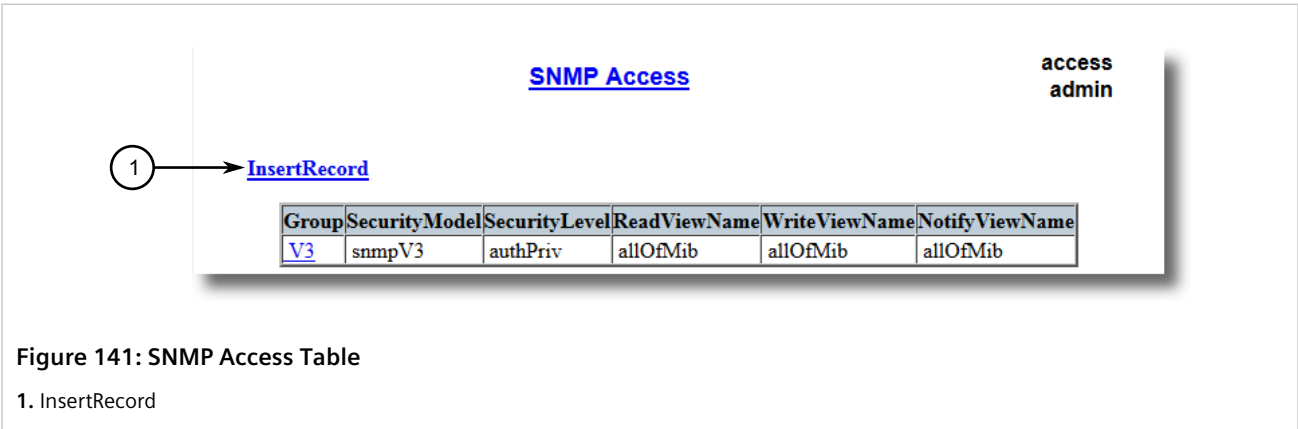 SNMP Access
access
admin
1
InsertRecord
Group SecurityModel SecurityLevel ReadViewName WriteViewName NotifyViewName
V3 snmpV3 authPriv allOfMib allOfMib allOfMib
Figure 141: SNMP Access Table
1. InsertRecord